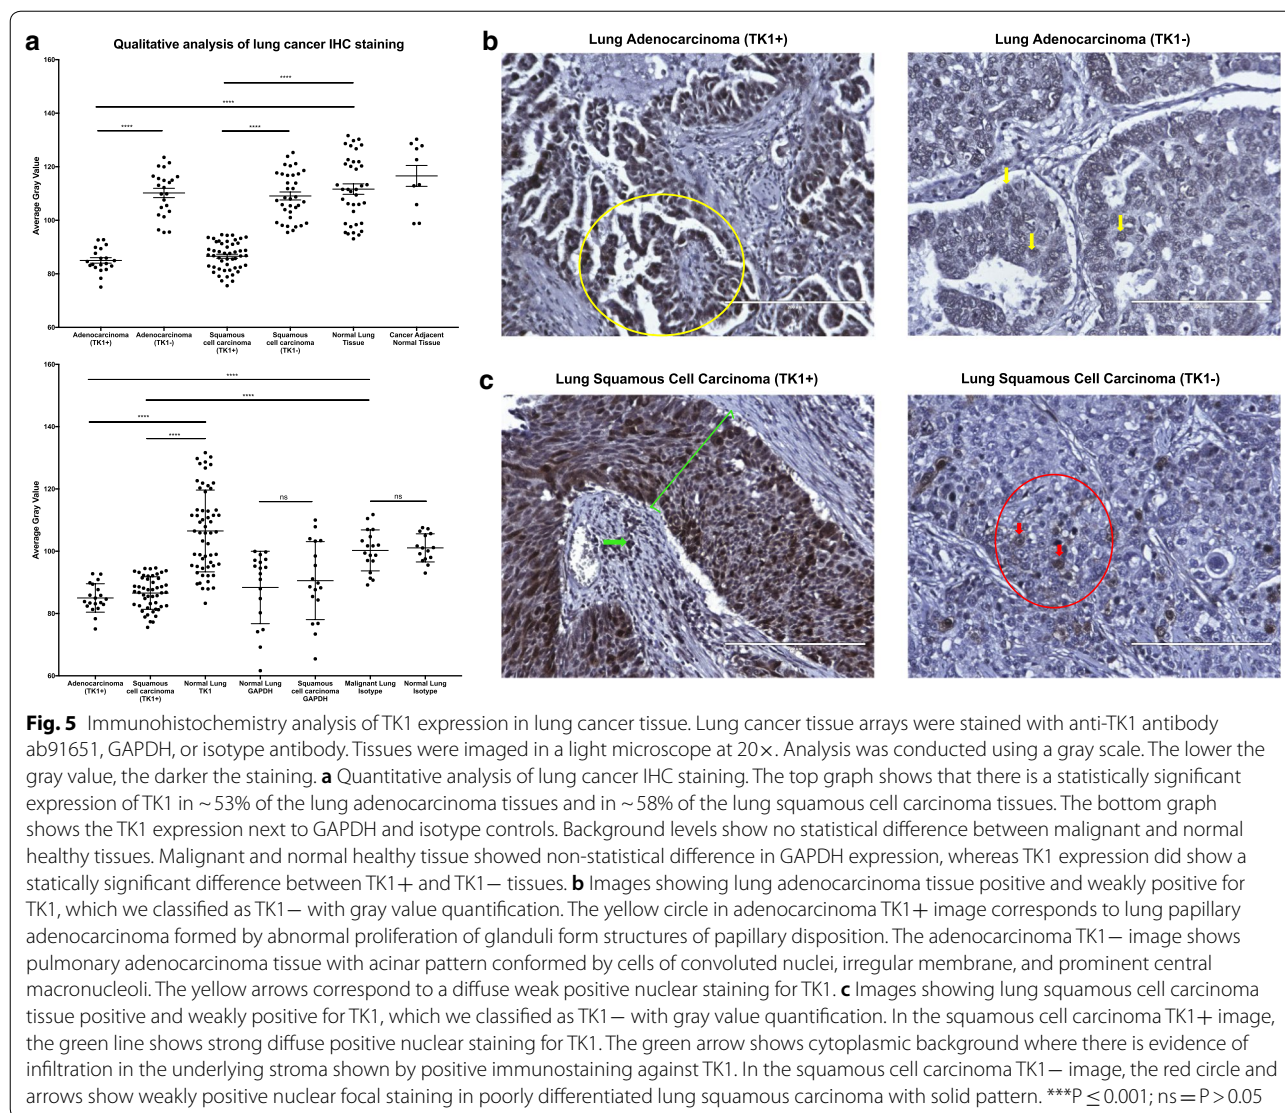 a
Qualitative analysis of lung cancer IHC staining
160
140
120
100
80
60
Average Gray Value
****
****
****
****
Adenocarcinoma
(TK1+)
Adenocarcinoma
(TK1-)
Squamous
cell carcinoma
(TK1+)
Squamous
cell carcinoma
(TK1-)
Normal Lung
Tissue
Cancer Adjacent
Normal Tissue
160
140
120
100
80
60
Average Gray Value
****
****
****
****
ns
ns
Adenocarcinoma
(TK1+)
Squamous
cell carcinoma
(TK1+)
Normal Lung
TK1
Normal Lung
GAPDH
Squamous
cell carcinoma
GAPDH
Malignant Lung
Isotype
Normal Lung
Isotype
b
Lung Adenocarcinoma (TK1+)
Lung Adenocarcinoma (TK1-)
c
Lung Squamous Cell Carcinoma (TK1+)
Lung Squamous Cell Carcinoma (TK1-)
Fig. 5 Immunohistochemistry analysis of TK1 expression in lung cancer tissue. Lung cancer tissue arrays were stained with anti-TK1 antibody
ab91651, GAPDH, or isotype antibody. Tissues were imaged in a light microscope at 20×. Analysis was conducted using a gray scale. The lower the
gray value, the darker the staining. a Quantitative analysis of lung cancer IHC staining. The top graph shows that there is a statistically significant
expression of TK1 in ~53% of the lung adenocarcinoma tissues and in ~58% of the lung squamous cell carcinoma tissues. The bottom graph
shows the TK1 expression next to GAPDH and isotype controls. Background levels show no statistical difference between malignant and normal
healthy tissues. Malignant and normal healthy tissue showed non-statistical difference in GAPDH expression, whereas TK1 expression did show a
statically significant difference between TK1+ and TK1− tissues. b Images showing lung adenocarcinoma tissue positive and weakly positive for
TK1, which we classified as TK1− with gray value quantification. The yellow circle in adenocarcinoma TK1+ image corresponds to lung papillary
adenocarcinoma formed by abnormal proliferation of glanduli form structures of papillary disposition. The adenocarcinoma TK1− image shows
pulmonary adenocarcinoma tissue with acinar pattern conformed by cells of convoluted nuclei, irregular membrane, and prominent central
macronucleoli. The yellow arrows correspond to a diffuse weak positive nuclear staining for TK1. c Images showing lung squamous cell carcinoma
tissue positive and weakly positive for TK1, which we classified as TK1− with gray value quantification. In the squamous cell carcinoma TK1+ image,
the green line shows strong diffuse positive nuclear staining for TK1. The green arrow shows cytoplasmic background where there is evidence of
infiltration in the underlying stroma shown by positive immunostaining against TK1. In the squamous cell carcinoma TK1− image, the red circle and
arrows show weakly positive nuclear focal staining in poorly differentiated lung squamous carcinoma with solid pattern. ***P ≤ 0.001; ns = P > 0.05